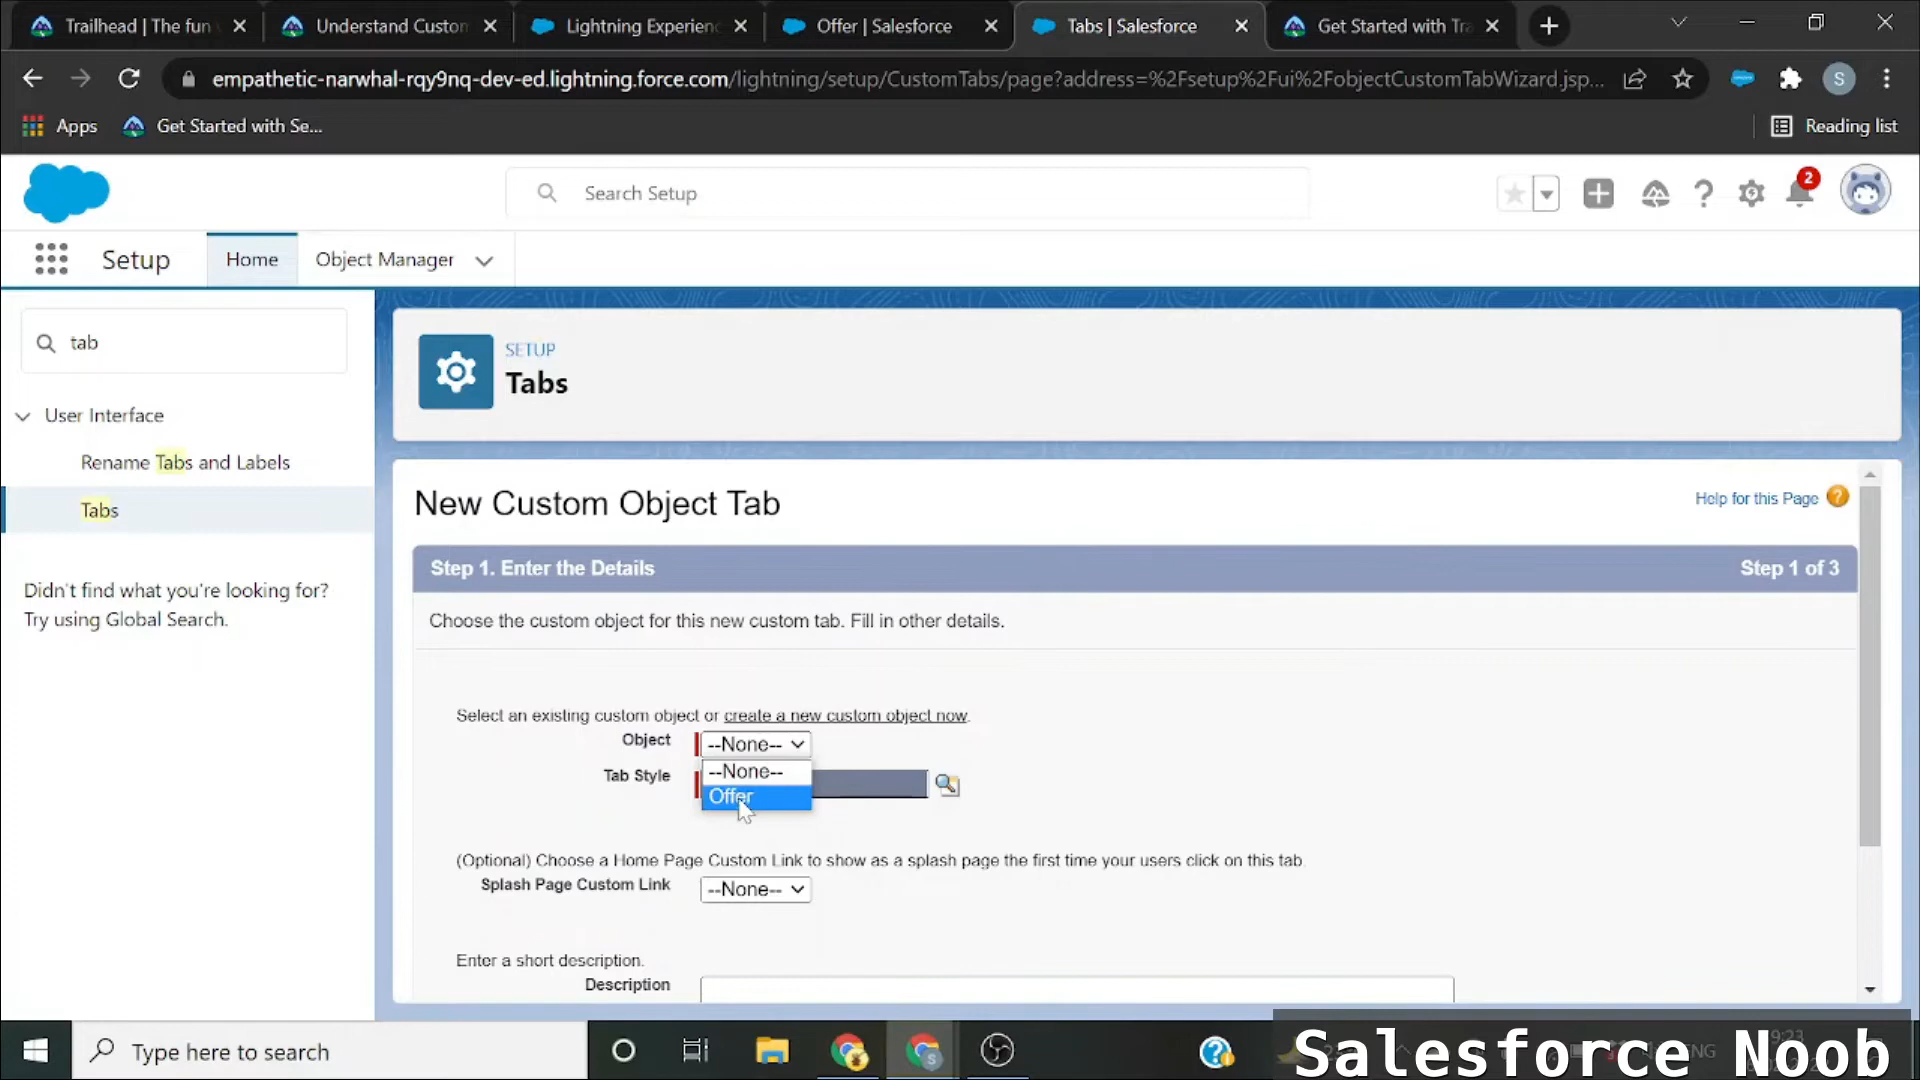 Trailhead | The fun
Understand Custom
Lightning Experienc
Offer | Salesforce
Tabs | Salesforce
Get Started with Tra
empathetic-narwhal-rqy9nq-dev-ed.lightning.force.com/lightning/setup/CustomTabs/page?address=%2Fsetup%2Fui%2FobjectCustomTabWizard.jsp...
S
Apps
Get Started with Se...
Reading list
Search Setup
2
Setup
Home
Object Manager
tab
SETUP
Tabs
User Interface
Rename Tabs and Labels
Tabs
Didn't find what you're looking for?
Try using Global Search.
New Custom Object Tab
Help for this Page
Step 1. Enter the Details
Step 1 of 3
Choose the custom object for this new custom tab. Fill in other details.
Select an existing custom object or create a new custom object now.
Object
--None--
--None--
Offer
Tab Style
(Optional) Choose a Home Page Custom Link to show as a splash page the first time your users click on this tab.
Splash Page Custom Link
--None--
Enter a short description.
Description
Type here to search
Salesforce Noob